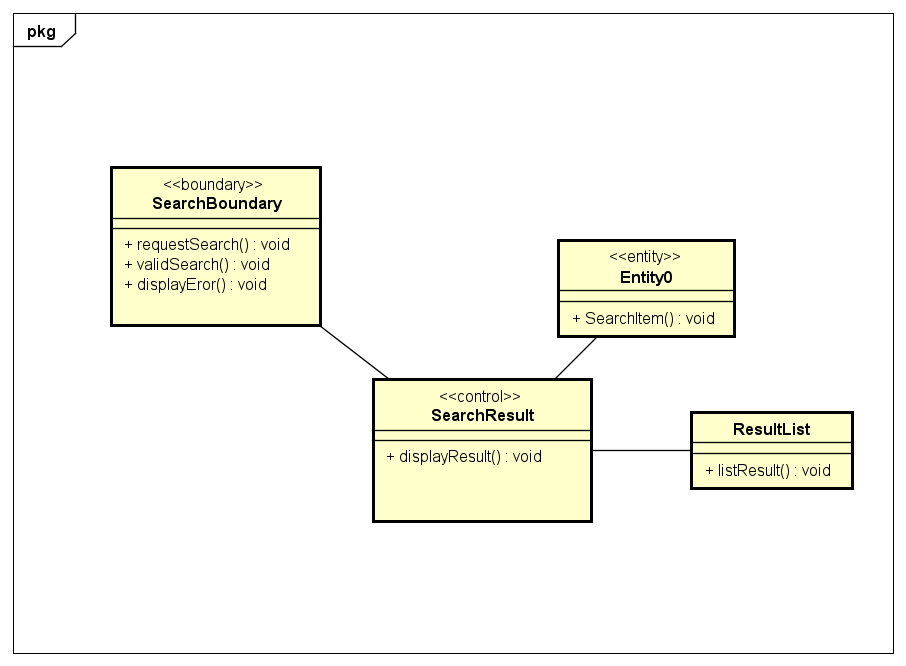 pkg
<<boundary>>
SearchBoundary
+ requestSearch() : void
+ validSearch() : void
+ displayEror() : void
<<entity>>
Entity0
+ SearchItem() : void
<<control>>
SearchResult
+ displayResult() : void
ResultList
+ listResult() : void